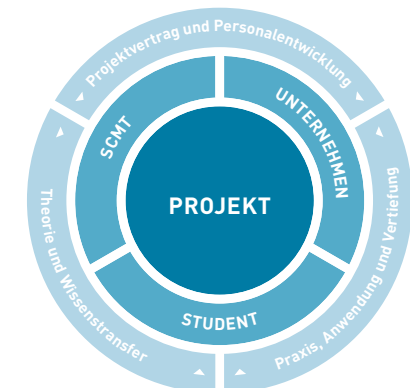 Projektvertrag und Personalentwicklung
SCMT
UNTERNEHMEN
PROJEKT
STUDENT
Theorie und Wissenstransfer
Praxis, Anwendung und Vertiefung